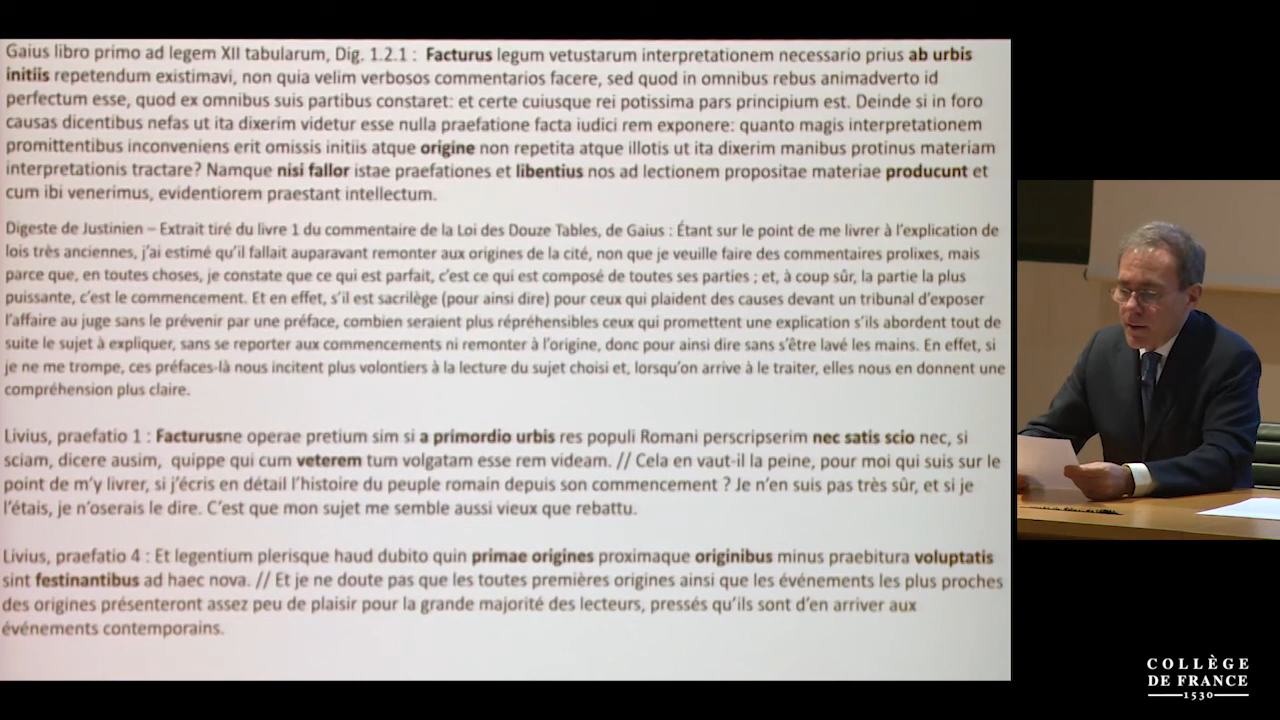 Gaius libro primo ad legem XII tabularum, Dig. 1.2.1 : Facturus legum vetustarum interpretationem necessario prius ab urbis
initiis repetendum existimavi, non quia velim verbosos commentarios facere, sed quod in omnibus rebus animadverto id
perfectum esse, quod ex omnibus suis partibus constaret: et certe cuiusque rei potissima pars principium est. Deinde si in foro
causas dicentibus nefas ut ita dixerim videtur esse nulla praefatione facta iudici rem exponere: quanto magis interpretationem
promittentibus inconveniens erit omissis initiis atque origine non repetita atque illotis ut ita dixerim manibus protinus materiam
interpretationis tractare? Namque nisi fallor istae praefationes et libentius nos ad lectionem propositae materiae producunt et
cum ibi venerimus, evidentiorem praestant intellectum.
Digeste de Justinien – Extrait tiré du livre 1 du commentaire de la Loi des Douze Tables, de Gaius : Étant sur le point de me livrer à l'explication de
lois très anciennes, j'ai estimé qu'il fallait auparavant remonter aux origines de la cité, non que je veuille faire des commentaires prolixes, mais
parce que, en toutes choses, je constate que ce qui est parfait, c'est ce qui est composé de toutes ses parties ; et, à coup sûr, la partie la plus
puissante, c'est le commencement. Et en effet, s'il est sacrilège (pour ainsi dire) pour ceux qui plaident des causes devant un tribunal d'exposer
l'affaire au juge sans le prévenir par une préface, combien seraient plus répréhensibles ceux qui promettent une explication s'ils abordent tout de
suite le sujet à expliquer, sans se reporter aux commencements ni remonter à l'origine, donc pour ainsi dire sans s'être lavé les mains. En effet, si
je ne me trompe, ces préfaces-là nous incitent plus volontiers à la lecture du sujet choisi et, lorsqu'on arrive à le traiter, elles nous en donnent une
compréhension plus claire.
Livius, praefatio 1 : Facturusne operae pretium sim si a primordio urbis res populi Romani perscripserim nec satis scio nec, si
sciam, dicere ausim, quippe qui cum veterem tum volgatam esse rem videam. // Cela en vaut-il la peine, pour moi qui suis sur le
point de m'y livrer, si j'écris en détail l'histoire du peuple romain depuis son commencement ? Je n'en suis pas très sûr, et si je
l'étais, je n'oserais le dire. C'est que mon sujet me semble aussi vieux que rebattu.
Livius, praefatio 4 : Et legentium plerisque haud dubito quin primae origines proximaque originibus minus praebitura voluptatis
sint festinantibus ad haec nova. // Et je ne doute pas que les toutes premières origines ainsi que les événements les plus proches
des origines présenteront assez peu de plaisir pour la grande majorité des lecteurs, pressés qu'ils sont d'en arriver aux
événements contemporains.
COLLÈGE
DE FRANCE
1530